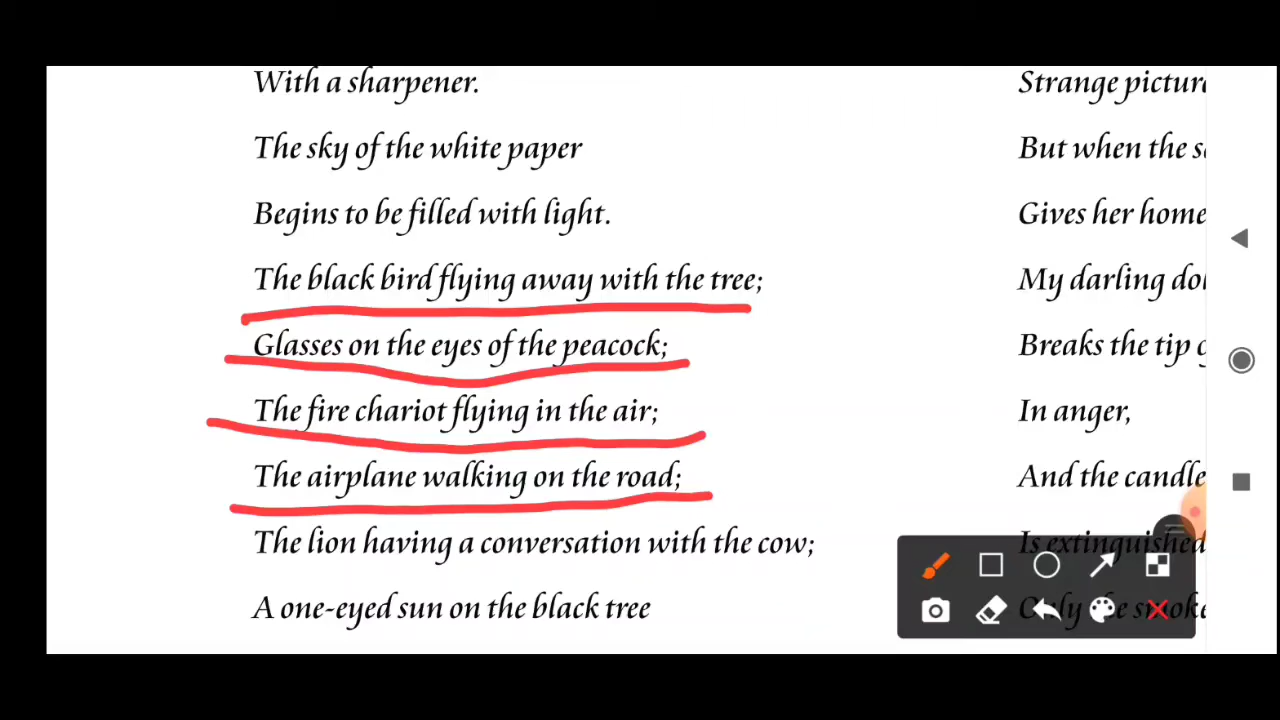 With a sharpener.
The sky of the white paper
Begins to be filled with light.
The black bird flying away with the tree;
Glasses on the eyes of the peacock;
The fire chariot flying in the air;
The airplane walking on the road;
The lion having a conversation with the cow;
A one-eyed sun on the black tree
Strange
But when the
Gives her home
My darling
Breaks the tip
In anger,
And the candle
Is extinguished